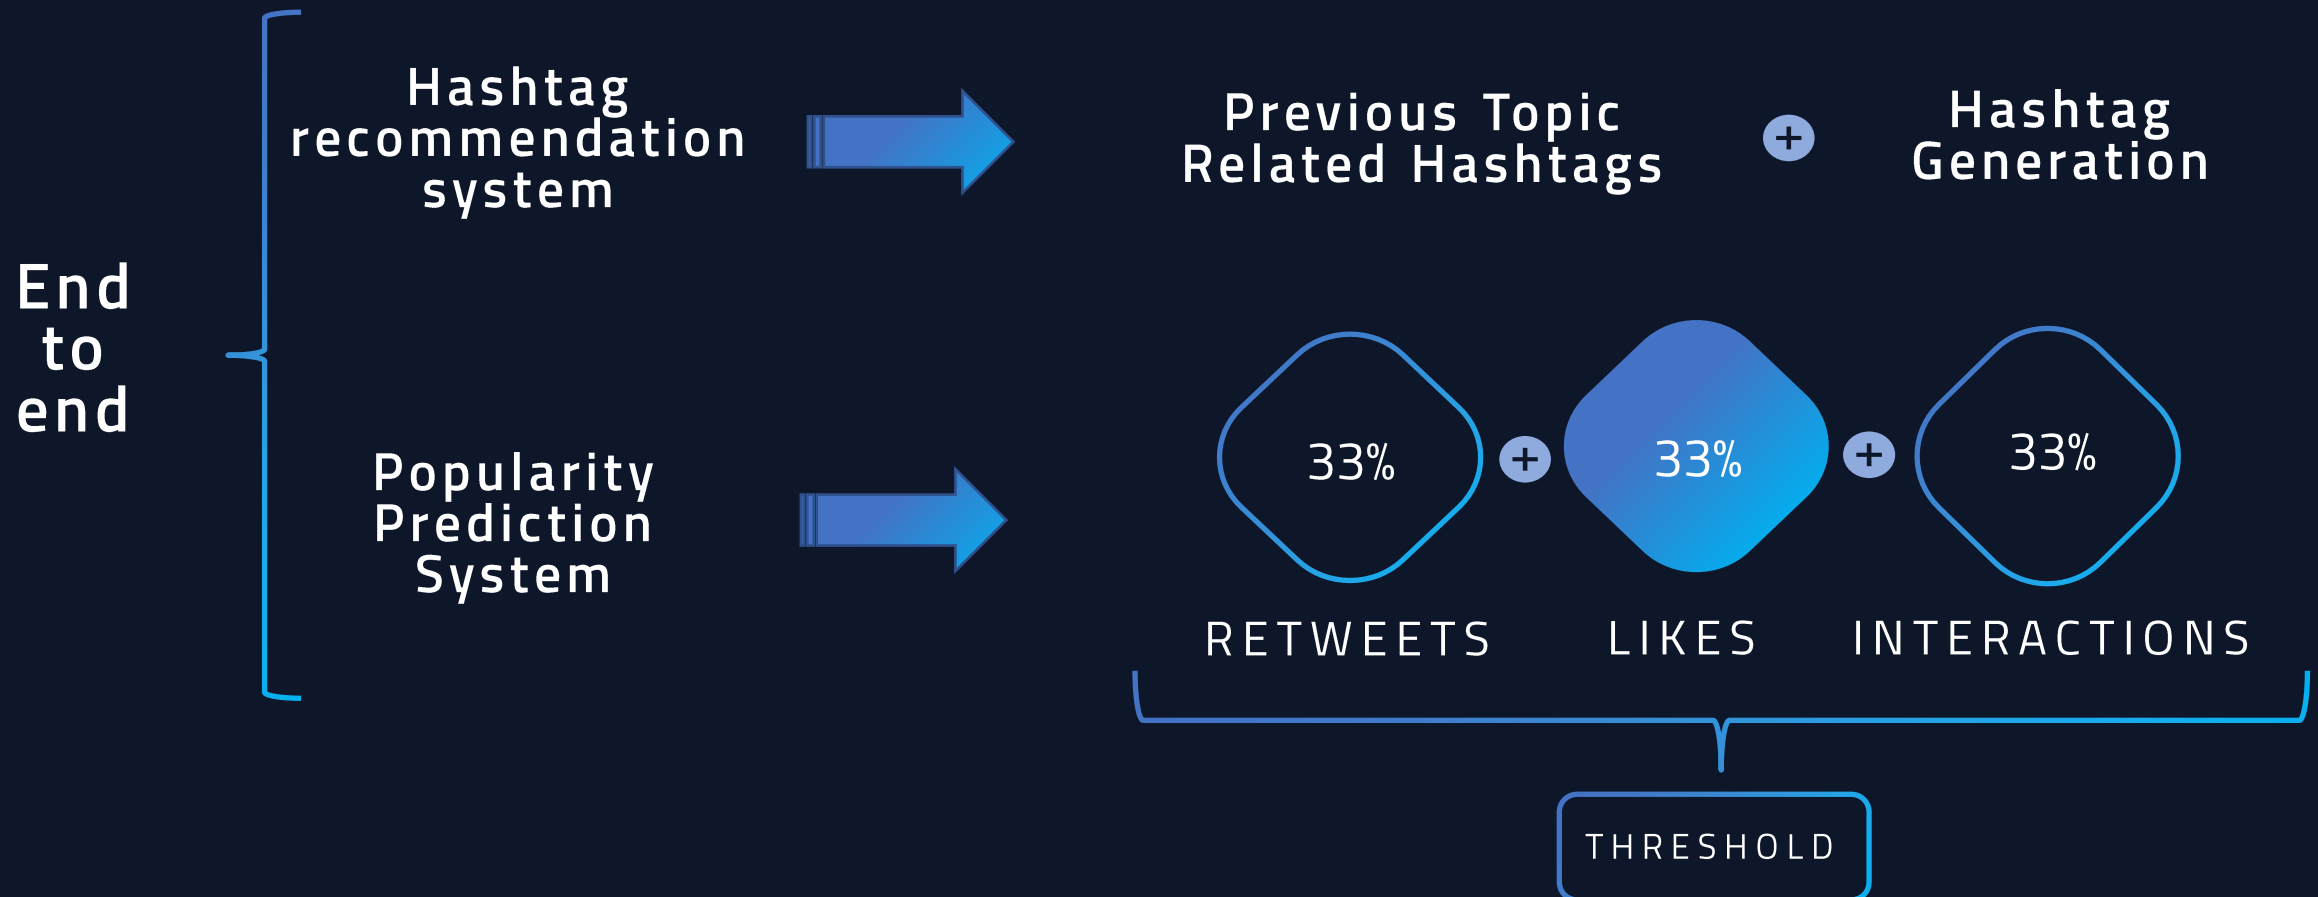 End
to
end
Hashtag
recommendation
system
Previous Topic
Related Hashtags
+
Hashtag
Generation
Popularity
Prediction
System
33%
+
33%
+
33%
RETWEETS
LIKES
INTERACTIONS
THRESHOLD